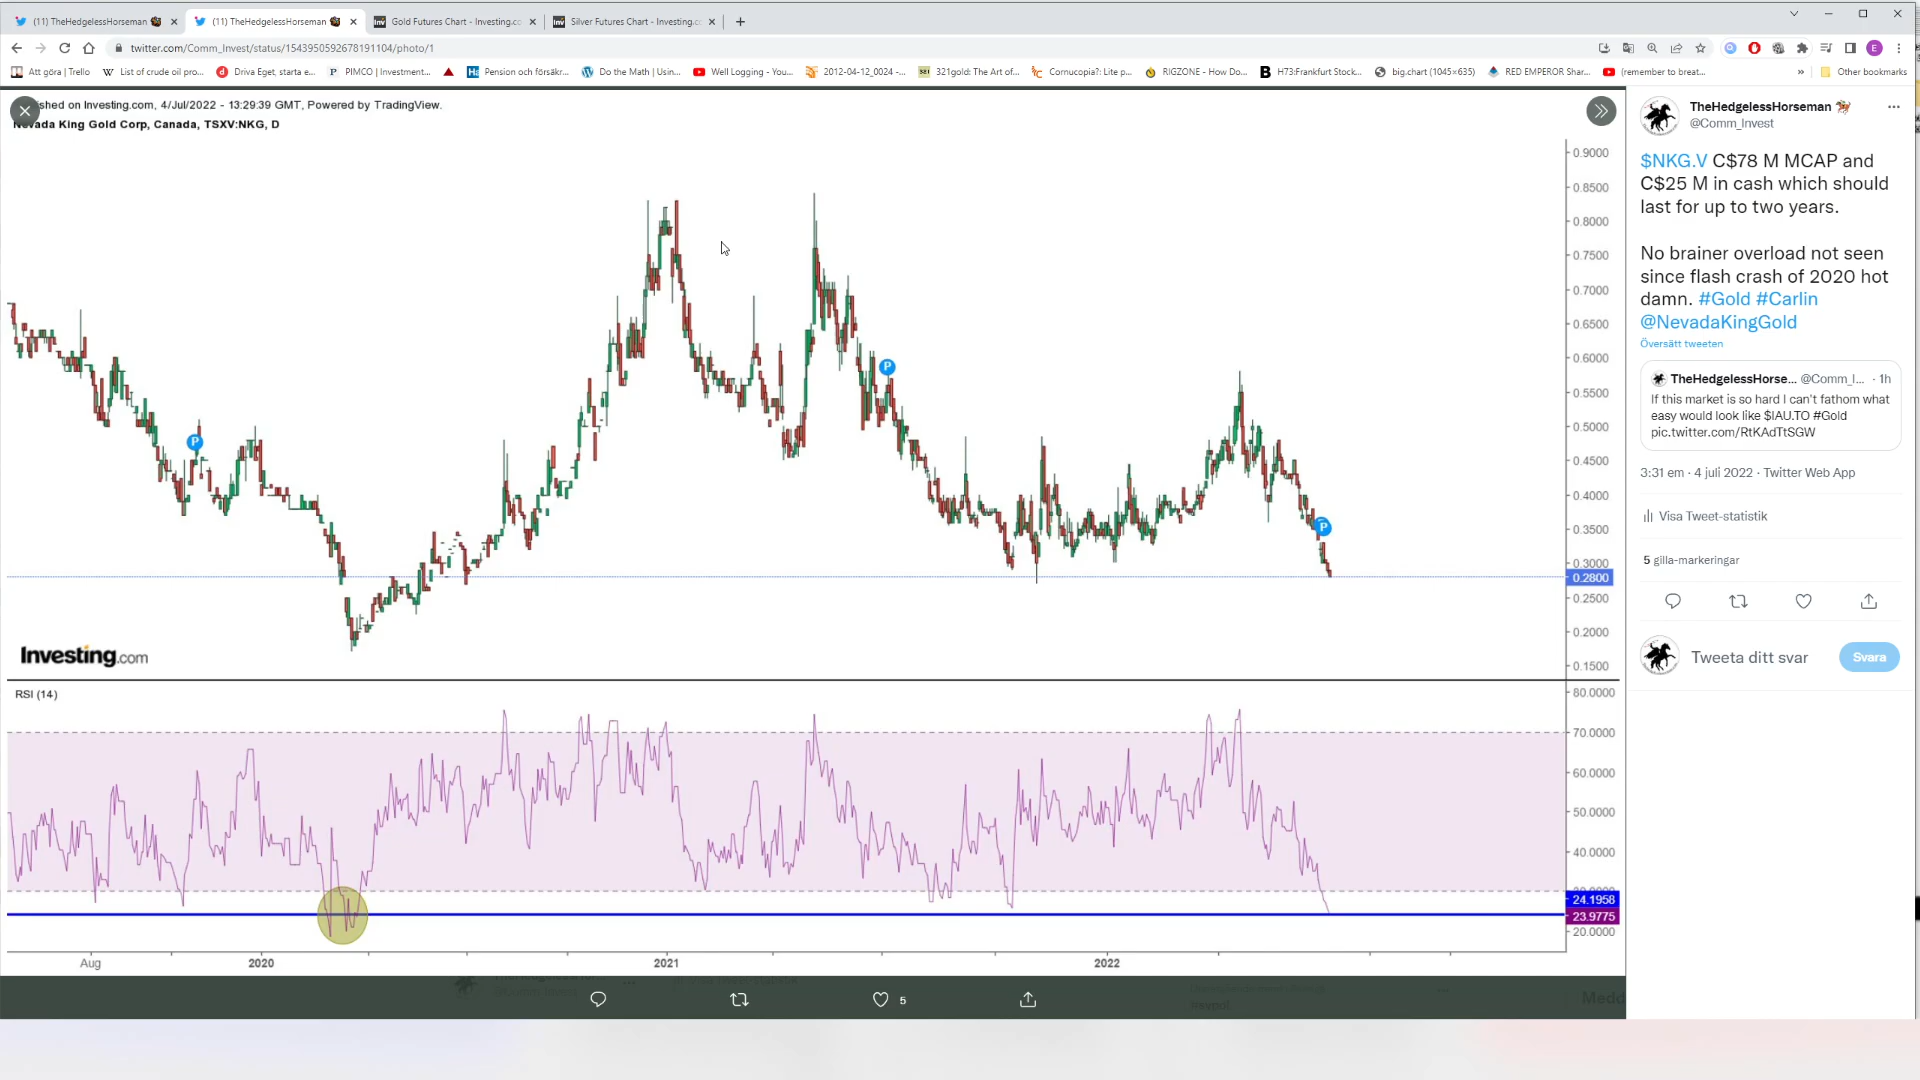 (11) TheHedgelessHorseman
(11) TheHedgelessHorseman
Gold Futures Chart - Investing.co
Silver Futures Chart - Investing.c
twitter.com/Comm_Invest/status/1543950592678191104/photo/1
E
Att göra | Trello
List of crude oil pro...
Driva Eget, starta e...
PIMCO | Investment...
Pension och försäkr...
Do the Math | Usin...
Well Logging - You...
2012-04-12_0024 -...
321gold: The Art of...
Cornucopia?: Lite p...
RIGZONE - How Do...
H73:Frankfurt Stock...
big.chart (1045×635)
RED EMPEROR Shar...
(remember to breat...
»
Other bookmarks
shed on Investing.com, 4/Jul/2022 - 13:29:39 GMT, Powered by TradingView.
Nevada King Gold Corp, Canada, TSXV:NKG, D
0.9000
0.8500
0.8000
0.7500
0.7000
0.6500
0.6000
0.5500
0.5000
0.4500
0.4000
0.3500
0.3000
0.2800
0.2500
0.2000
0.1500
P
P
P
Investing.com
RSI (14)
80.0000
70.0000
60.0000
50.0000
40.0000
24.1958
23.9775
20.0000
Aug
2020
2021
2022
5
TheHedgelessHorseman
@Comm_Invest
$NKG.V C$78 M MCAP and
C$25 M in cash which should
last for up to two years.
No brainer overload not seen
since flash crash of 2020 hot
damn. #Gold #Carlin
@NevadaKingGold
Översätt tweeten
TheHedgelessHorse... @Comm_I... · 1h
If this market is so hard I can't fathom what
easy would look like $IAU.TO #Gold
pic.twitter.com/RtKAdTtSGW
3:31 em · 4 juli 2022 · Twitter Web App
Visa Tweet-statistik
5 gilla-markeringar
Tweeta ditt svar
Svara